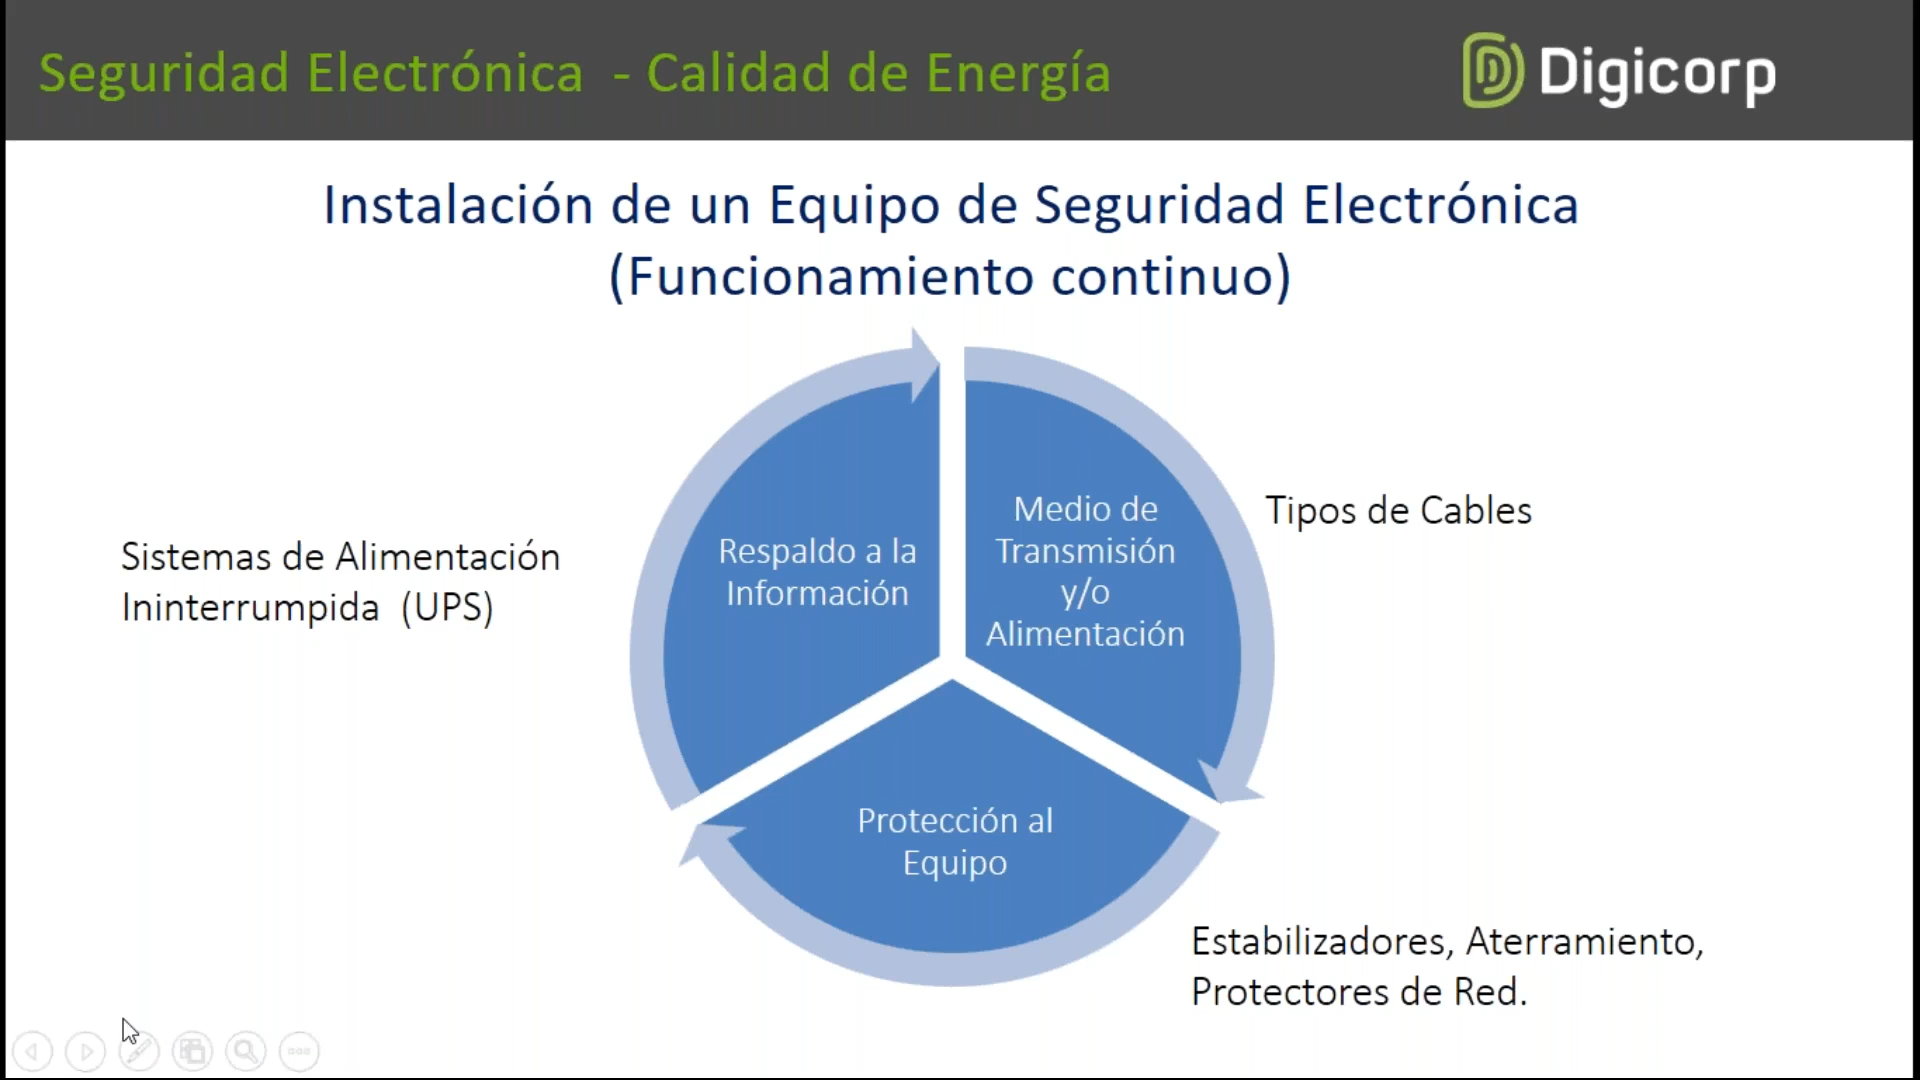 Seguridad Electrónica - Calidad de Energía
Digicorp
Instalación de un Equipo de Seguridad Electrónica
(Funcionamiento continuo)
Sistemas de Alimentación
Ininterrumpida (UPS)
Respaldo a la
Información
Medio de
Transmisión
y/o
Alimentación
Tipos de Cables
Protección al
Equipo
Estabilizadores, Aterramiento,
Protectores de Red.